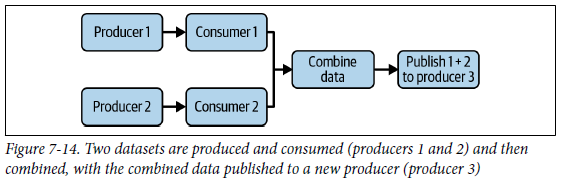 Producer 1
Consumer 1
Combine
data
Publish 1 + 2
to producer 3
Producer 2
Consumer 2
Figure 7-14. Two datasets are produced and consumed (producers 1 and 2) and then
combined, with the combined data published to a new producer (producer 3)